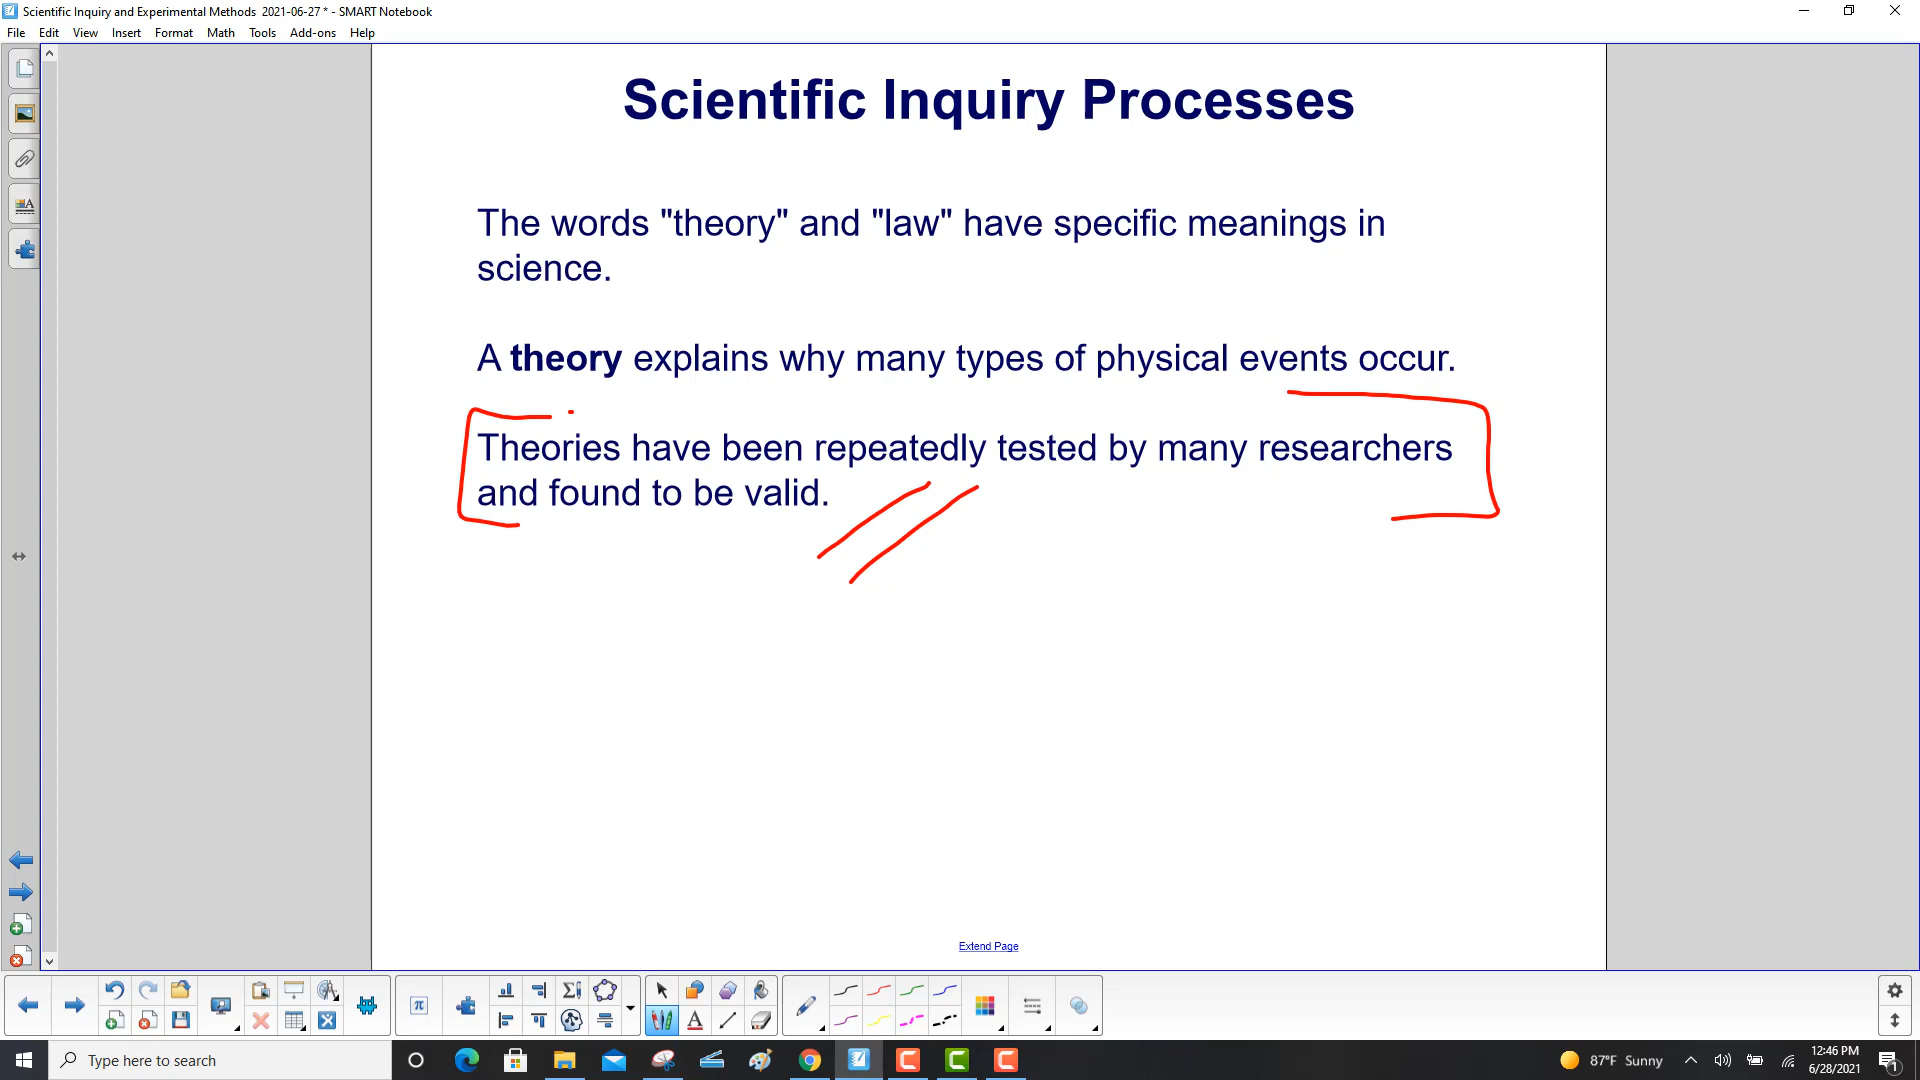 Scientific Inquiry and Experimental Methods 2021-06-27 * - SMART Notebook
File Edit View Insert Format Math Tools Add-ons Help
Scientific Inquiry Processes
The words "theory" and "law" have specific meanings in
science.
A theory explains why many types of physical events occur.
Theories have been repeatedly tested by many researchers
and found to be valid.
Extend Page
Type here to search
87°F Sunny
12:46 PM
6/28/2021
1